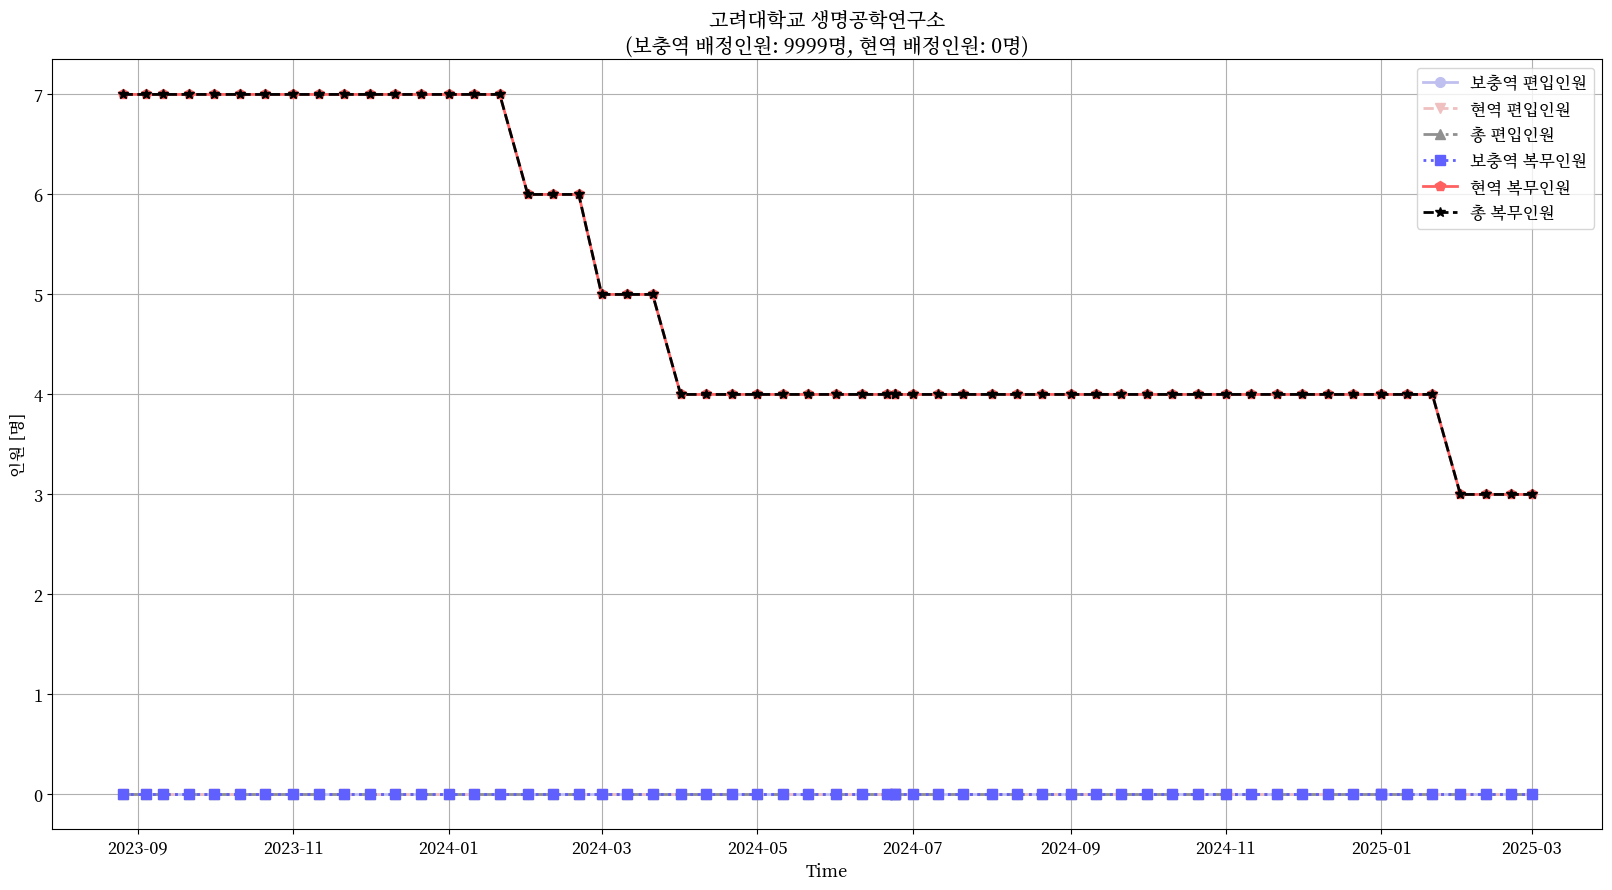 고려대학교 생명공학연구소
(보충역 배정인원: 9999명, 현역 배정인원: 0명)
보충역 편입인원
현역 편입인원
총 편입인원
보충역 복무인원
현역 복무인원
총 복무인원
인원 [명]
7
6
5
4
3
2
1
0
2023-09
2023-11
2024-01
2024-03
2024-05
2024-07
2024-09
2024-11
2025-01
2025-03
Time